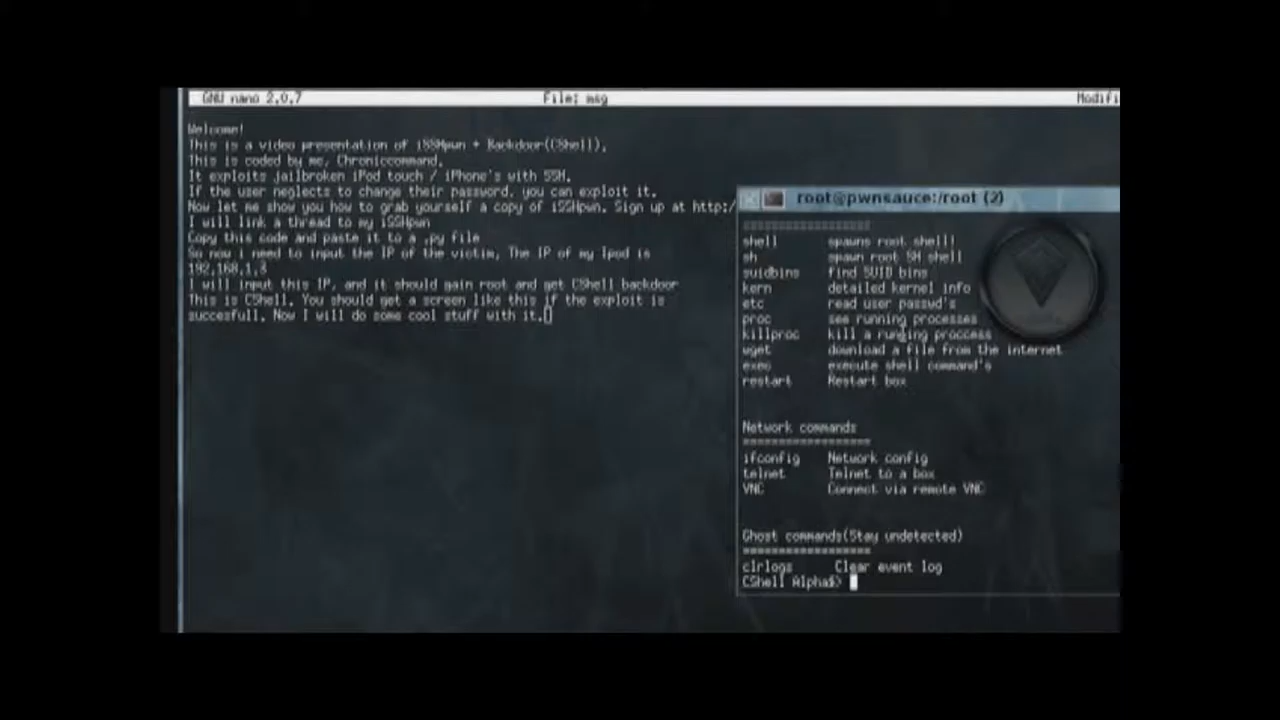 GNU nano 2.0.7 File: msg Modifi
Welcome!
This is a video presentation of iSSHpwn + Backdoor(CShell).
This is coded by me, Chroniccommand.
It exploits jailbroken iPod touch / iPhone's with SSH.
If the user neglects to change their password, you can exploit it.
Now let me show you how to grab yourself a copy of iSSHpwn. Sign up at http:/
I will link a thread to my iSSHpwn
Copy this code and paste it to a .py file
So now i need to input the IP of the victim. The IP of my Ipod is
192.168.1.3
I will input this IP, and it should gain root and get CShell backdoor
This is CShell. You should get a screen like this if the exploit is
succesfull. Now I will do some cool stuff with it.
root@pwnsauce:/root (2)
==================
shell spawns root shell!
sh spawn root SH shell
suidbins find SUID bins
kern detailed kernel info
etc read user passwd's
proc see running processes
killproc kill a running proccess
wget download a file from the internet
exec execute shell command's
restart Restart box
Network commands
==================
ifconfig Network config
telnet Telnet to a box
VNC Connect via remote VNC
Ghost commands(Stay undetected)
==================
clrlogs Clear event log
CShell Alpha$>